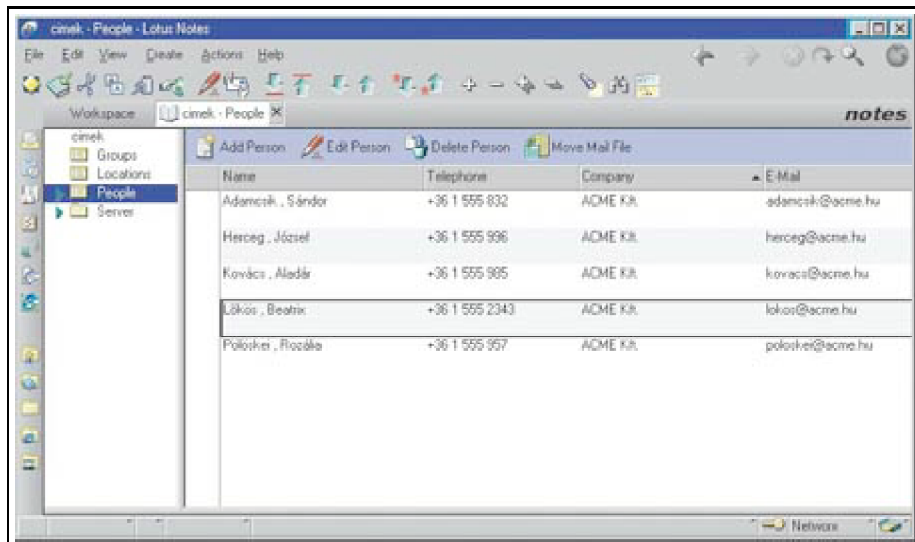 cimek - People - Lotus Notes
File Edit View Create Actions Help
Workspace cimek - People notes
cimek
Groups
Locations
People
Server
Add Person Edit Person Delete Person Move Mail File
Name Telephone Company E-Mail
Adamcsik , Sándor +36 1 555 832 ACME Kft. adamcsik@acme.hu
Herceg , József +36 1 555 996 ACME Kft. herceg@acme.hu
Kovács , Aladár +36 1 555 985 ACME Kft. kovacs@acme.hu
Lökös , Beatrix +36 1 555 2343 ACME Kft. lokos@acme.hu
Pölöskei , Rozália +36 1 555 957 ACME Kft. poloskei@acme.hu
Network